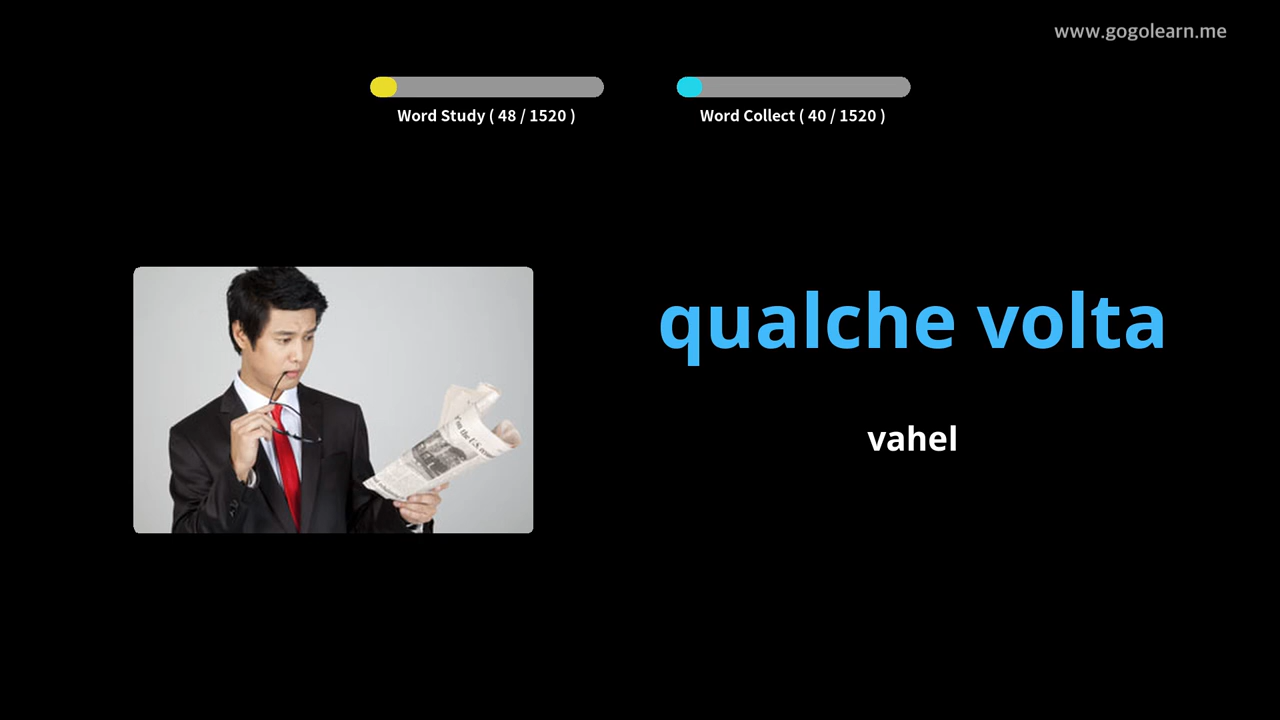 www.gogolearn.me
Word Study ( 48 / 1520 )
Word Collect ( 40 / 1520 )
qualche volta
vahel